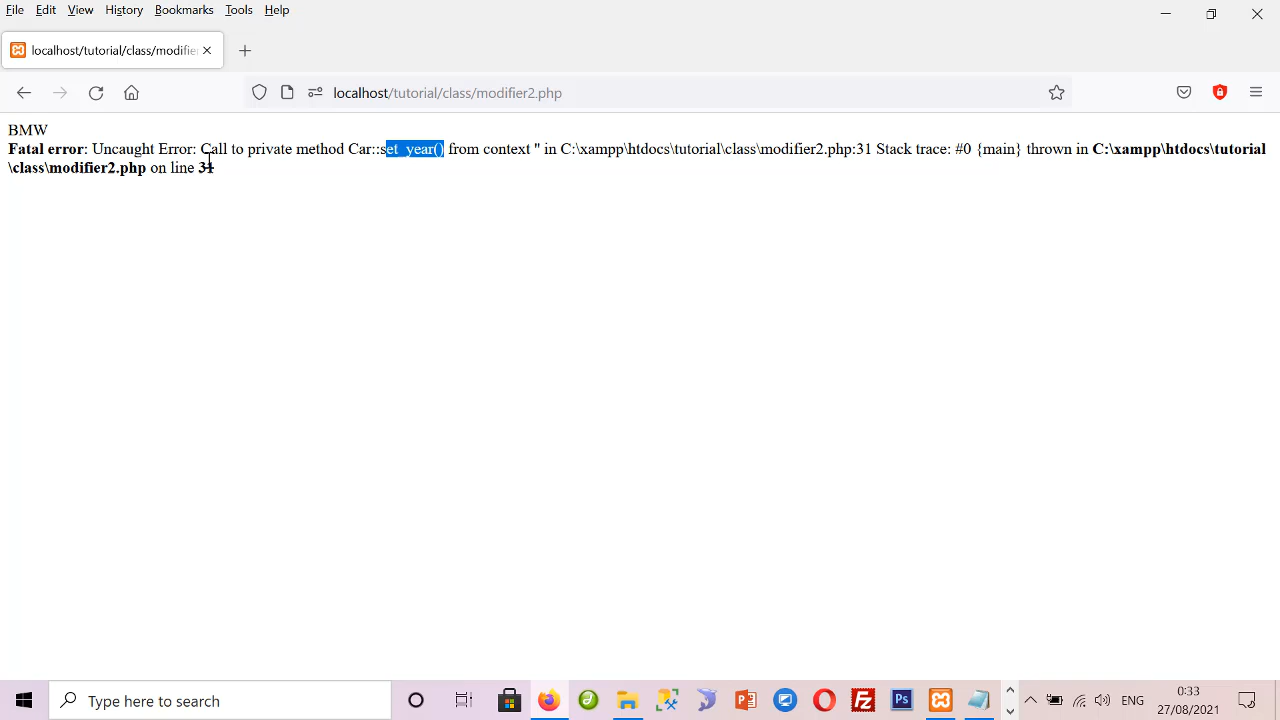 File Edit View History Bookmarks Tools Help
localhost/tutorial/class/modifie
localhost/tutorial/class/modifier2.php
BMW
Fatal error: Uncaught Error: Call to private method Car::set_year() from context '' in C:\xampp\htdocs\tutorial\class\modifier2.php:31 Stack trace: #0 {main} thrown in C:\xampp\htdocs\tutorial
\class\modifier2.php on line 31
Type here to search
ENG
0:33
27/08/2021